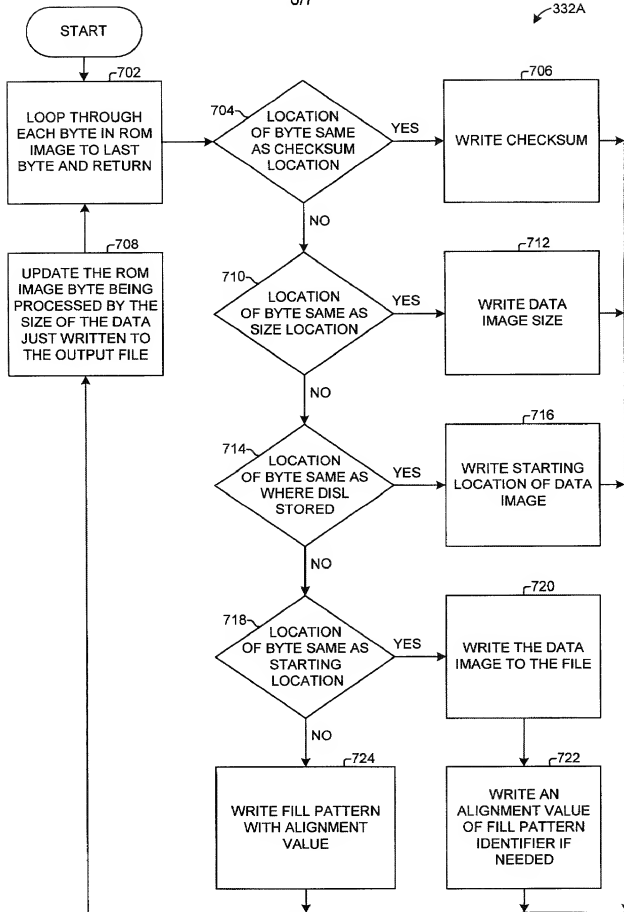 6/7
332A
START
702
LOOP THROUGH
EACH BYTE IN ROM
IMAGE TO LAST
BYTE AND RETURN
704
LOCATION
OF BYTE SAME
AS CHECKSUM
LOCATION
YES
706
WRITE CHECKSUM
NO
708
UPDATE THE ROM
IMAGE BYTE BEING
PROCESSED BY THE
SIZE OF THE DATA
JUST WRITTEN TO
THE OUTPUT FILE
710
LOCATION
OF BYTE SAME AS
SIZE LOCATION
YES
712
WRITE DATA
IMAGE SIZE
NO
714
LOCATION
OF BYTE SAME AS
WHERE DISL
STORED
YES
716
WRITE STARTING
LOCATION OF DATA
IMAGE
NO
718
LOCATION
OF BYTE SAME AS
STARTING
LOCATION
YES
720
WRITE THE DATA
IMAGE TO THE FILE
NO
724
WRITE FILL PATTERN
WITH ALIGNMENT
VALUE
722
WRITE AN
ALIGNMENT VALUE
OF FILL PATTERN
IDENTIFIER IF
NEEDED